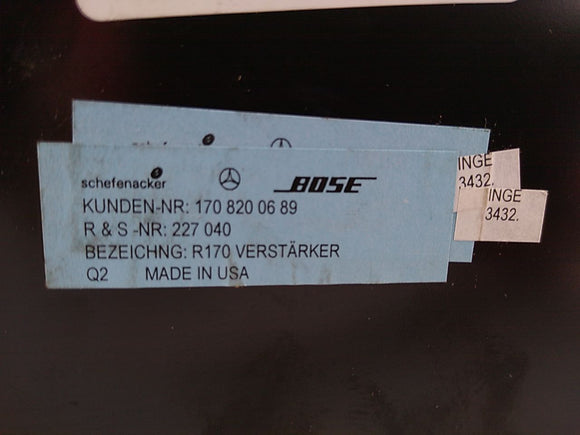 schefenacker BOSE
KUNDEN-NR: 170 820 06 89
R & S -NR: 227 040
BEZEICHNG: R170 VERSTÄRKER
Q2 MADE IN USA
INGE
3432.
INGE
3432.